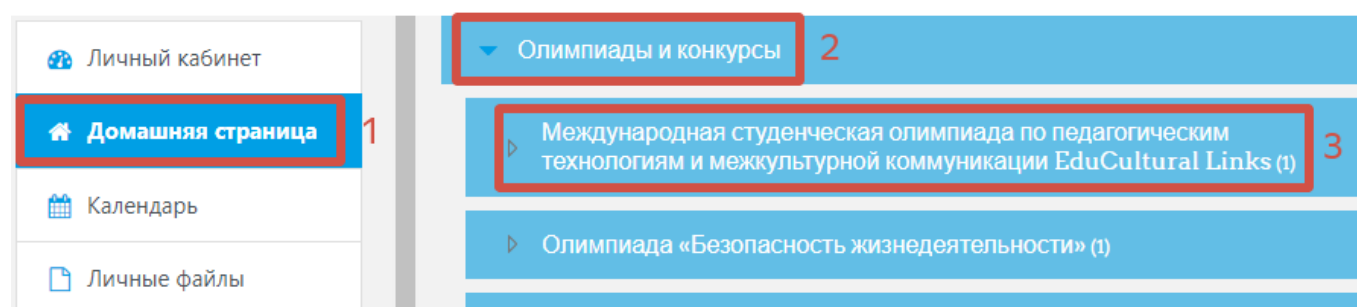 Личный кабинет
Домашняя страница
1
Календарь
Личные файлы
Олимпиады и конкурсы
2
Международная студенческая олимпиада по педагогическим
технологиям и межкультурной коммуникации EduCultural Links (1)
3
Олимпиада «Безопасность жизнедеятельности» (1)